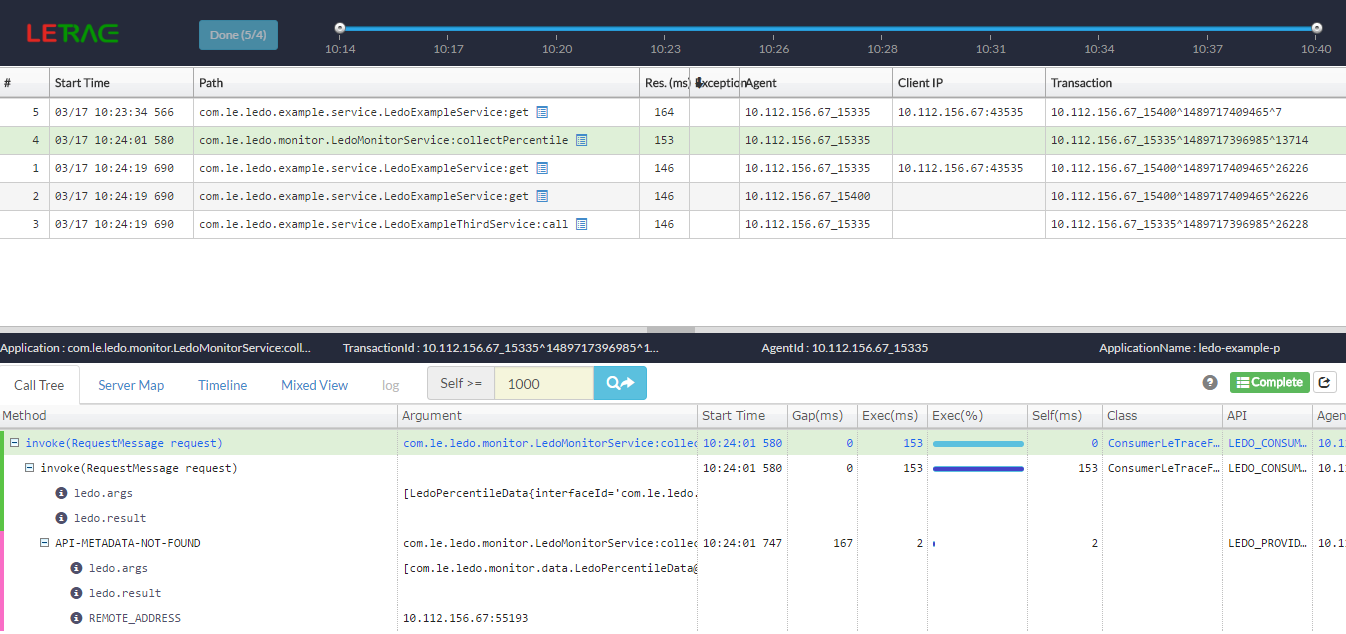 LETRAC
Done (5/4)
10:14 10:17 10:20 10:23 10:26 10:28 10:31 10:34 10:37 10:40
# Start Time Path Res. (ms) Exception Agent Client IP Transaction
5 03/17 10:23:34 566 com.le.ledo.example.service.LedoExampleService:get 164 10.112.156.67_15335 10.112.156.67:43535 10.112.156.67_15400^1489717409465^7
4 03/17 10:24:01 580 com.le.ledo.monitor.LedoMonitorService:collectPercentile 153 10.112.156.67_15335 10.112.156.67_15335^1489717396985^13714
1 03/17 10:24:19 690 com.le.ledo.example.service.LedoExampleService:get 146 10.112.156.67_15335 10.112.156.67:43535 10.112.156.67_15400^1489717409465^26226
2 03/17 10:24:19 690 com.le.ledo.example.service.LedoExampleService:get 146 10.112.156.67_15400 10.112.156.67_15400^1489717409465^26226
3 03/17 10:24:19 690 com.le.ledo.example.service.LedoExampleThirdService:call 146 10.112.156.67_15335 10.112.156.67_15335^1489717396985^26228
Application : com.le.ledo.monitor.LedoMonitorService:coll... TransactionId : 10.112.156.67_15335^1489717396985^1... AgentId : 10.112.156.67_15335 ApplicationName : ledo-example-p
Call Tree Server Map Timeline Mixed View log Self >= 1000 ? Complete
Method Argument Start Time Gap(ms) Exec(ms) Exec(%) Self(ms) Class API Agen
invoke(RequestMessage request) com.le.ledo.monitor.LedoMonitorService:collec 10:24:01 580 0 153 0 ConsumerLeTraceF... LEDO_CONSUM... 10.1
invoke(RequestMessage request) 10:24:01 580 0 153 153 ConsumerLeTraceF... LEDO_CONSUM... 10.1
ledo.args [LedoPercentileData{interfaceId='com.le.ledo.
ledo.result
API-METADATA-NOT-FOUND com.le.ledo.monitor.LedoMonitorService:collec 10:24:01 747 167 2 2 LEDO_PROVID... 10.1
ledo.args [com.le.ledo.monitor.data.LedoPercentileData@
ledo.result
REMOTE_ADDRESS 10.112.156.67:55193